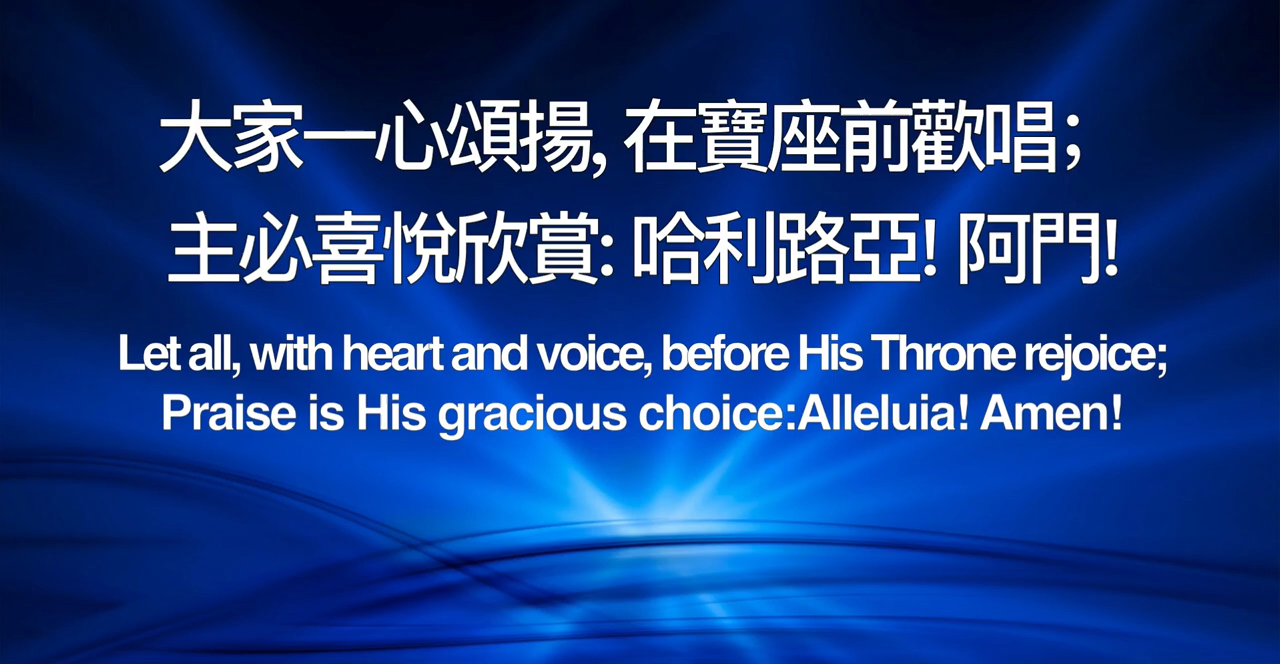 大家一心頌揚, 在寶座前歡唱;
主必喜悅欣賞: 哈利路亞! 阿門!
Let all, with heart and voice, before His Throne rejoice;
Praise is His gracious choice:Alleluia! Amen!